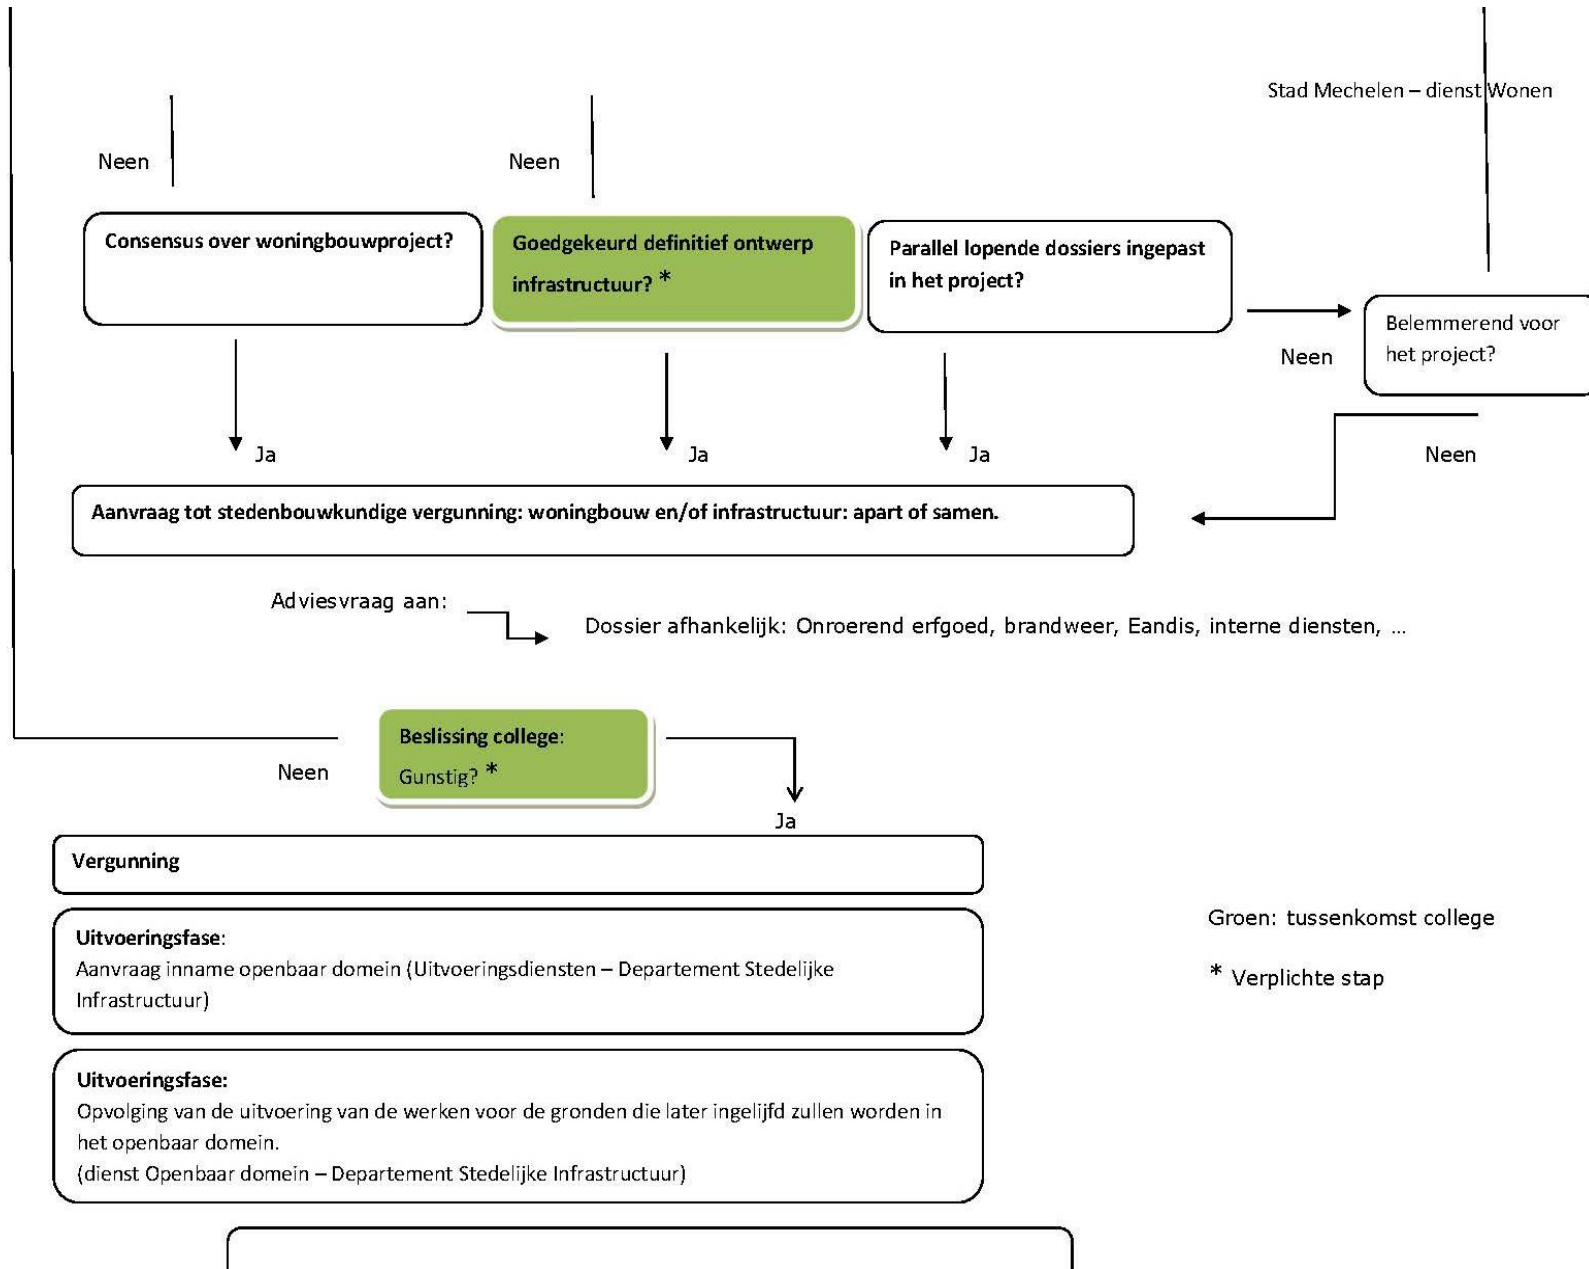 Stad Mechelen – dienst Wonen
Neen
Neen
Consensus over woningbouwproject?
Goedgekeurd definitief ontwerp
infrastructuur? *
Parallel lopende dossiers ingepast
in het project?
Neen
Belemmerend voor
het project?
Ja
Ja
Ja
Neen
Aanvraag tot stedenbouwkundige vergunning: woningbouw en/of infrastructuur: apart of samen.
Adviesvraag aan:
Dossier afhankelijk: Onroerend erfgoed, brandweer, Eandis, interne diensten, ...
Neen
Beslissing college:
Gunstig? *
Ja
Vergunning
Uitvoeringsfase:
Aanvraag inname openbaar domein (Uitvoeringsdiensten – Departement Stedelijke
Infrastructuur)
Groen: tussenkomst college
* Verplichte stap
Uitvoeringsfase:
Opvolging van de uitvoering van de werken voor de gronden die later ingelijfd zullen worden in
het openbaar domein.
(dienst Openbaar domein – Departement Stedelijke Infrastructuur)